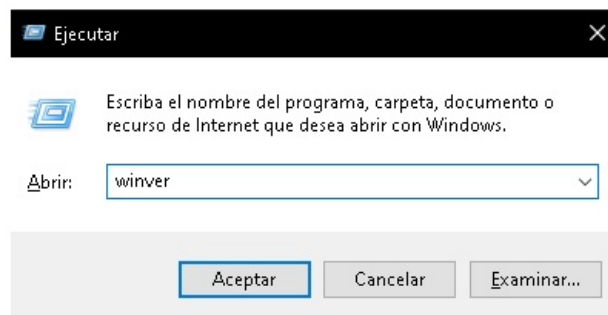 Ejecutar
Escriba el nombre del programa, carpeta, documento o
recurso de Internet que desea abrir con Windows.
Abrir: winver
Aceptar Cancelar Examinar...